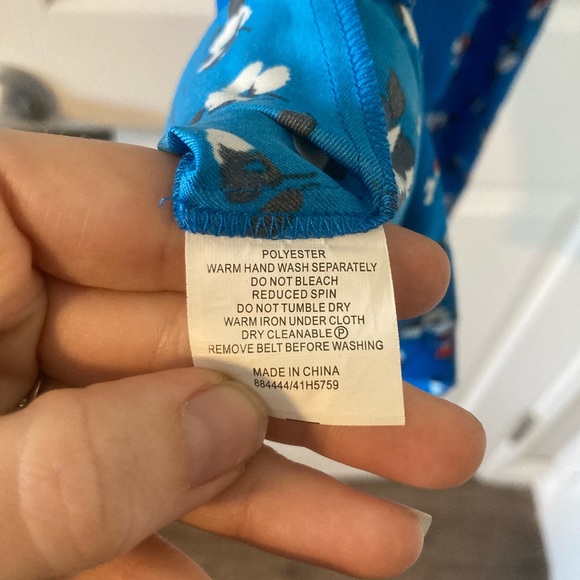 POLYESTER
WARM HAND WASH SEPARATELY
DO NOT BLEACH
REDUCED SPIN
DO NOT TUMBLE DRY
WARM IRON UNDER CLOTH
DRY CLEANABLE Ⓟ
REMOVE BELT BEFORE WASHING
MADE IN CHINA
884444/41H5759